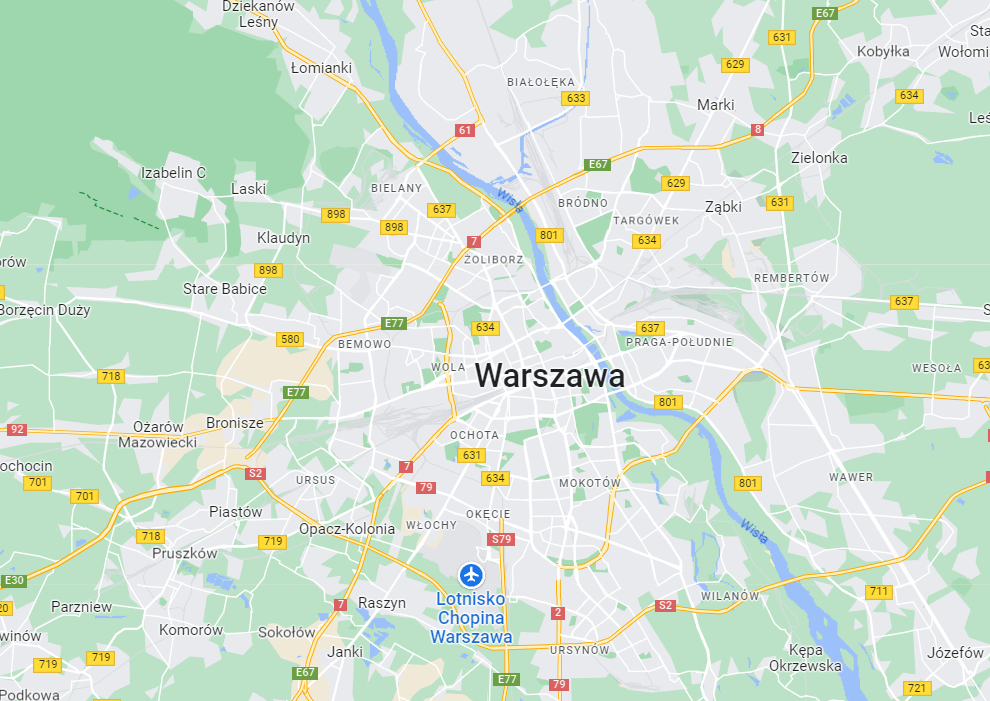 Dziekanów
Leśny
E67
631
Kobyłka
Łomianki
629
BIAŁOŁĘKA
633
634
Marki
61
8
Zielonka
E67
Izabelin C
Laski
BIELANY
629
Wisła
BRÓDNO
Ząbki
631
898
637
TARGÓWEK
898
801
634
Klaudyn
7
ŻOLIBORZ
898
REMBERTÓW
Stare Babice
637
Borzęcin Duży
E77
634
637
580
BEMOWO
PRAGA-POŁUDNIE
WOLA
Warszawa
WESOŁA
718
E77
801
Bronisze
Ożarów
Mazowiecki
92
OCHOTA
631
7
S2
634
URSUS
MOKOTÓW
WAWER
701
701
79
801
Piastów
OKĘCIE
WŁOCHY
Opacz-Kolonia
Wisła
718
719
S79
Pruszków
E30
Lotnisko
Chopina
Warszawa
WILANÓW
711
Parzniew
7
Raszyn
2
S2
Komorów
Sokołów
Janki
URSYNÓW
Kępa
Okrzewska
Józefów
719
719
E67
E77
79
721
Podkowa